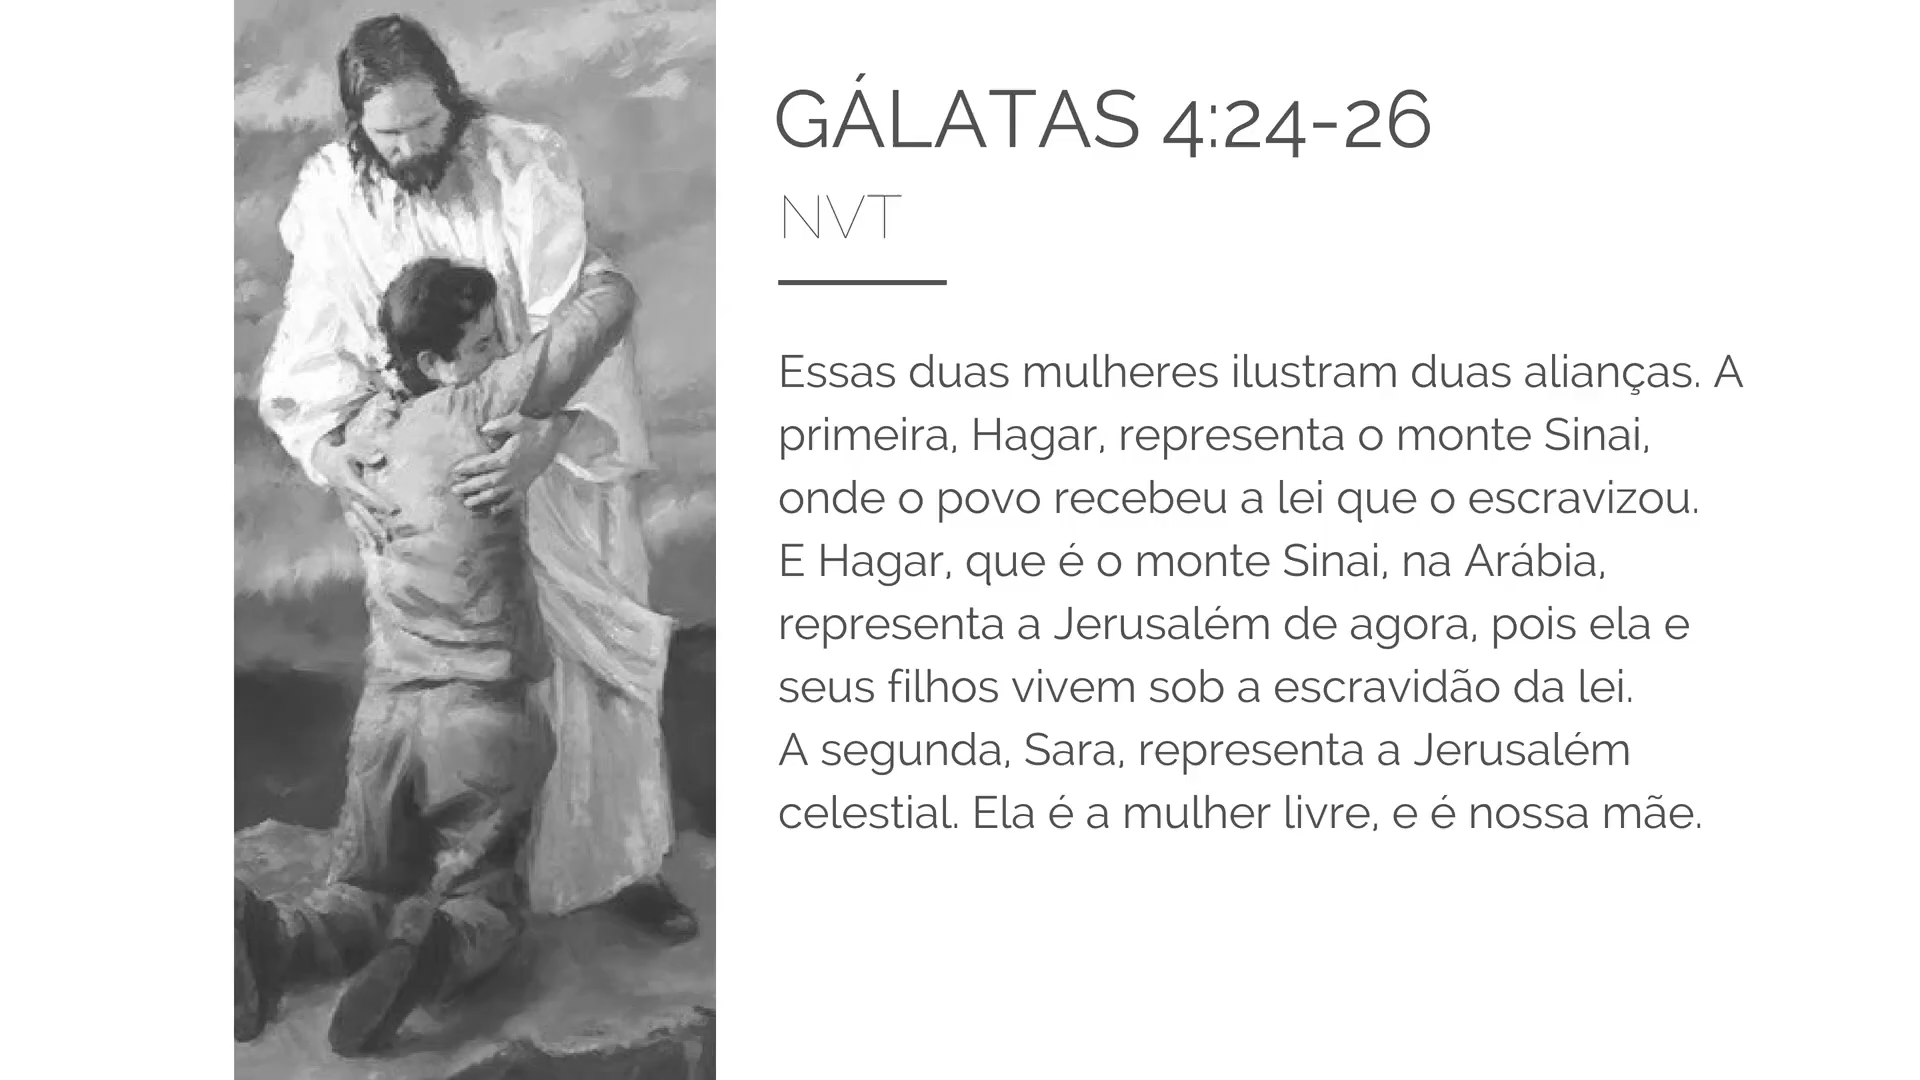 GÁLATAS 4:24-26
NVT
Essas duas mulheres ilustram duas alianças. A
primeira, Hagar, representa o monte Sinai,
onde o povo recebeu a lei que o escravizou.
E Hagar, que é o monte Sinai, na Arábia,
representa a Jerusalém de agora, pois ela e
seus filhos vivem sob a escravidão da lei.
A segunda, Sara, representa a Jerusalém
celestial. Ela é a mulher livre, e é nossa mãe.